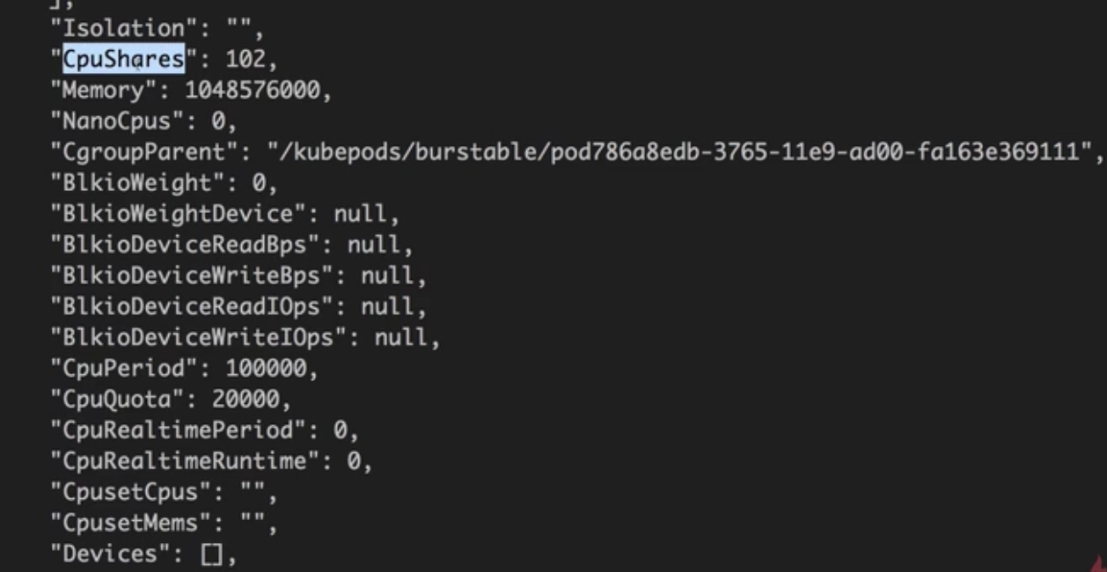 ],
"Isolation": "",
"CpuShares": 102,
"Memory": 1048576000,
"NanoCpus": 0,
"CgroupParent": "/kubepods/burstable/pod786a8edb-3765-11e9-ad00-fa163e369111",
"BlkioWeight": 0,
"BlkioWeightDevice": null,
"BlkioDeviceReadBps": null,
"BlkioDeviceWriteBps": null,
"BlkioDeviceReadIOps": null,
"BlkioDeviceWriteIOps": null,
"CpuPeriod": 100000,
"CpuQuota": 20000,
"CpuRealtimePeriod": 0,
"CpuRealtimeRuntime": 0,
"CpusetCpus": "",
"CpusetMems": "",
"Devices": [],